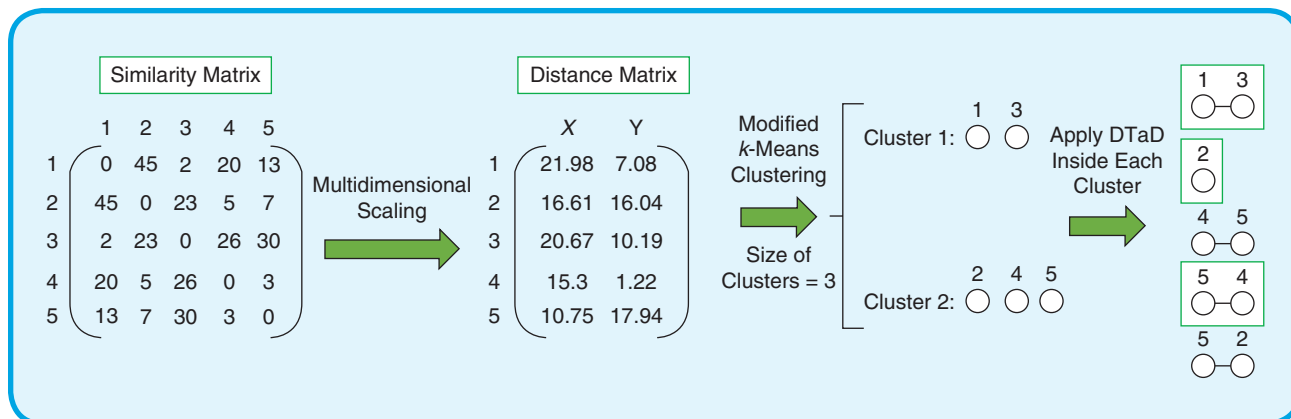 Similarity Matrix
1 2 3 4 5
1 0 45 2 20 13
2 45 0 23 5 7
3 2 23 0 26 30
4 20 5 26 0 3
5 13 7 30 3 0
Multidimensional
Scaling
Distance Matrix
X Y
1 21.98 7.08
2 16.61 16.04
3 20.67 10.19
4 15.3 1.22
5 10.75 17.94
Modified
k-Means
Clustering
Size of
Clusters = 3
1 3
Cluster 1:
2 4 5
Cluster 2:
Apply DTaD
Inside Each
Cluster
1 3
2
4 5
5 4
5 2